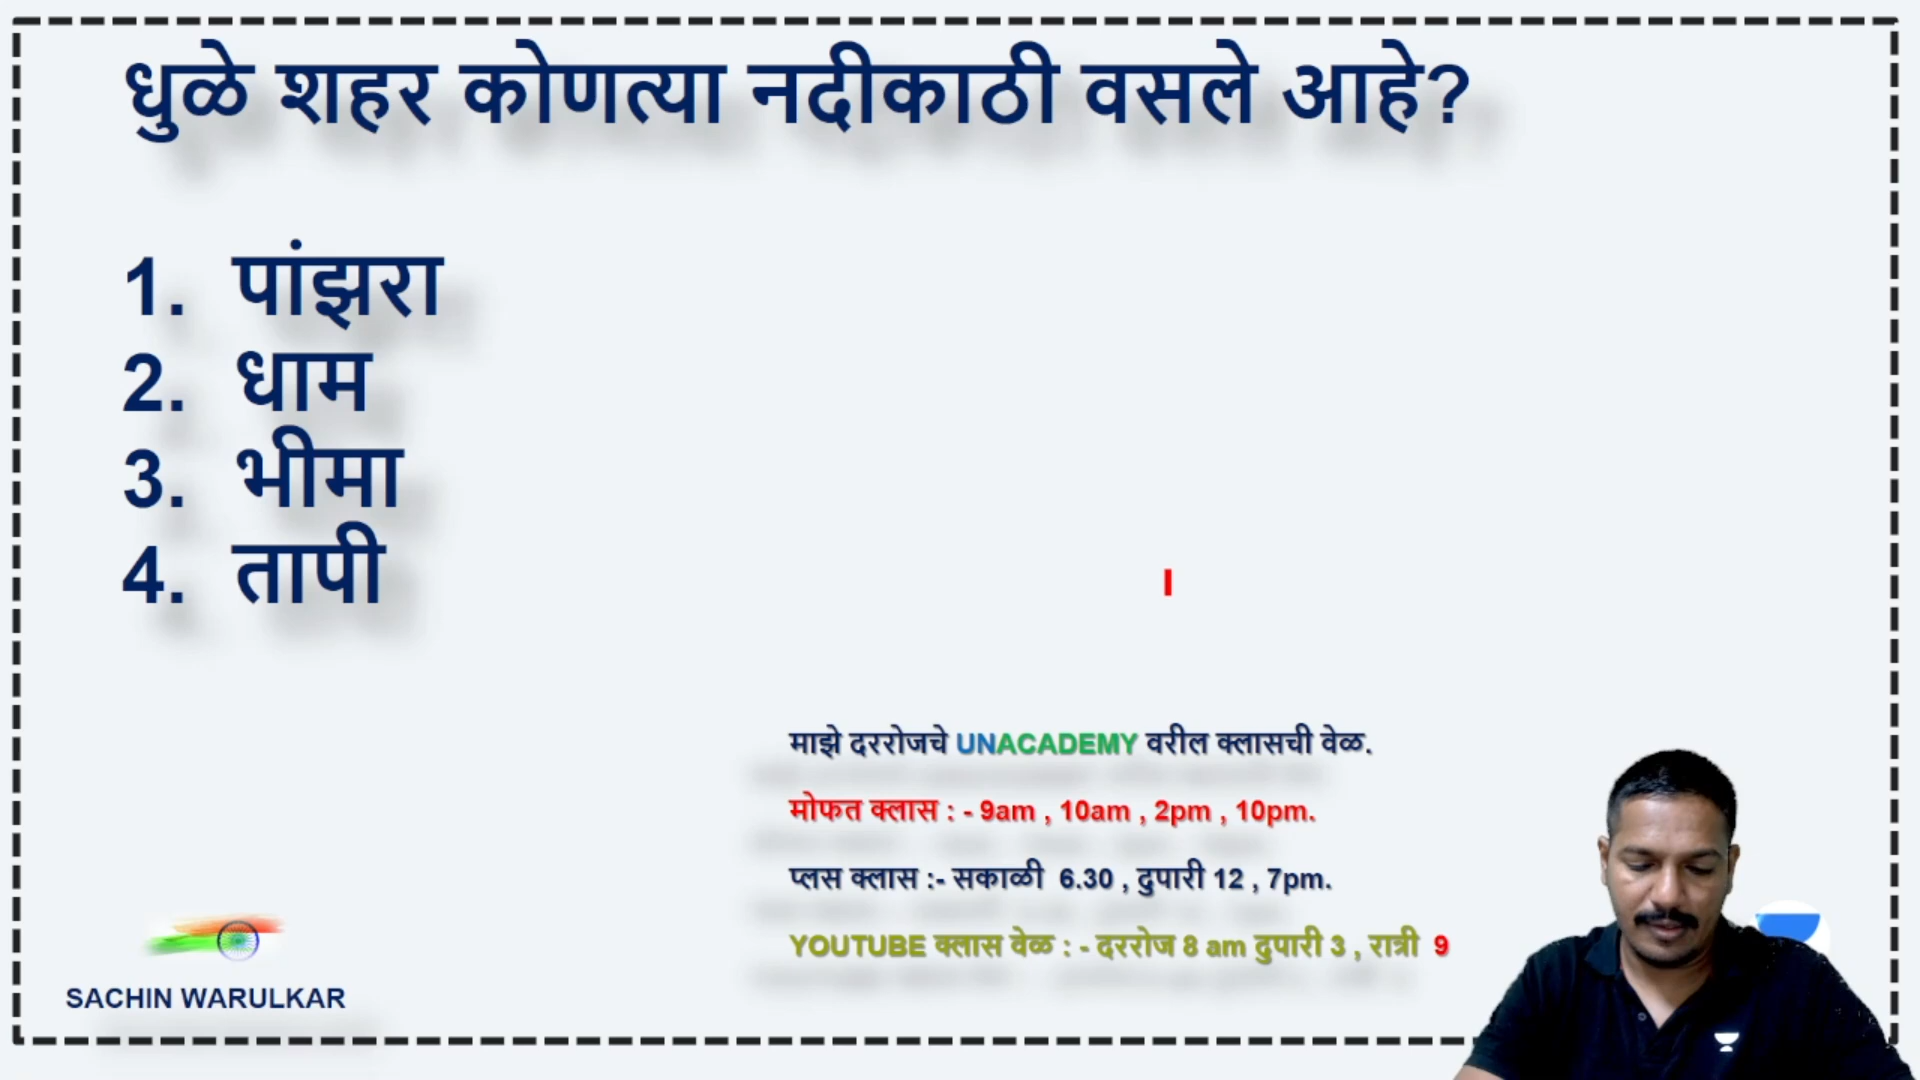 धुळे शहर कोणत्या नदीकाठी वसले आहे?
1. पांझरा
2. धाम
3. भीमा
4. तापी
माझे दररोजचे UNACADEMY वरील क्लासची वेळ.
मोफत क्लास : - 9am , 10am , 2pm , 10pm.
प्लस क्लास :- सकाळी 6.30 , दुपारी 12 , 7pm.
YOUTUBE क्लास वेळ : - दररोज 8 am दुपारी 3 , रात्री 9
SACHIN WARULKAR